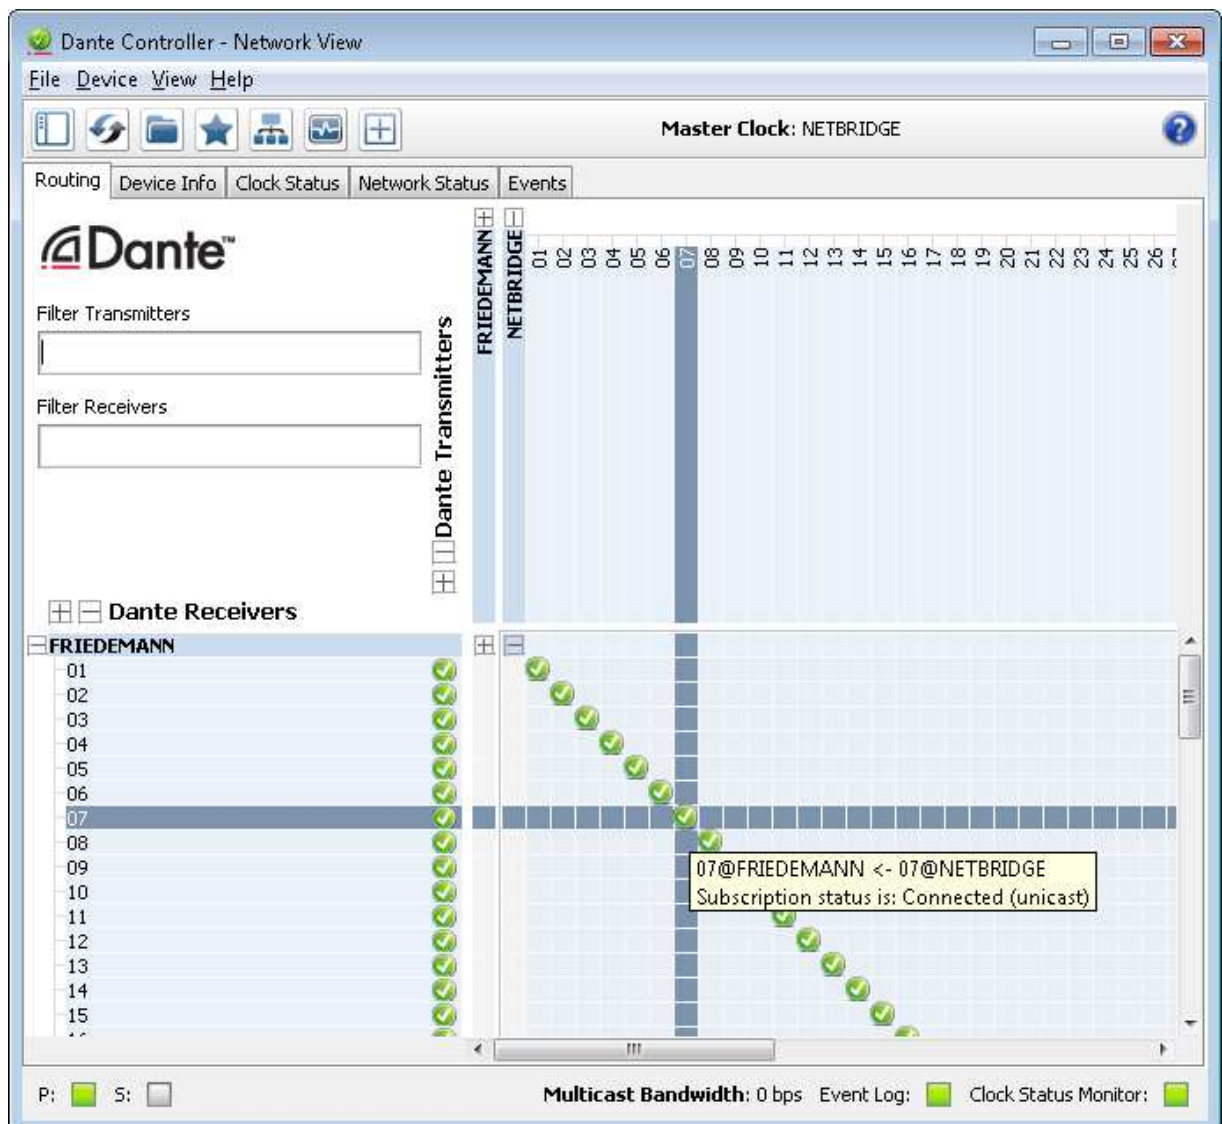 Dante Controller - Network View
File Device View Help
Master Clock: NETBRIDGE
Routing Device Info Clock Status Network Status Events
Dante™
Filter Transmitters
Filter Receivers
Dante Transmitters
FRIEDEMANN
NETBRIDGE
01 02 03 04 05 06 07 08 09 10 11 12 13 14 15 16 17 18 19 20 21 22 23 24 25 26
Dante Receivers
FRIEDEMANN
01
02
03
04
05
06
07
08
09
10
11
12
13
14
15
07@FRIEDEMANN <- 07@NETBRIDGE
Subscription status is: Connected (unicast)
P: S: Multicast Bandwidth: 0 bps Event Log: Clock Status Monitor: